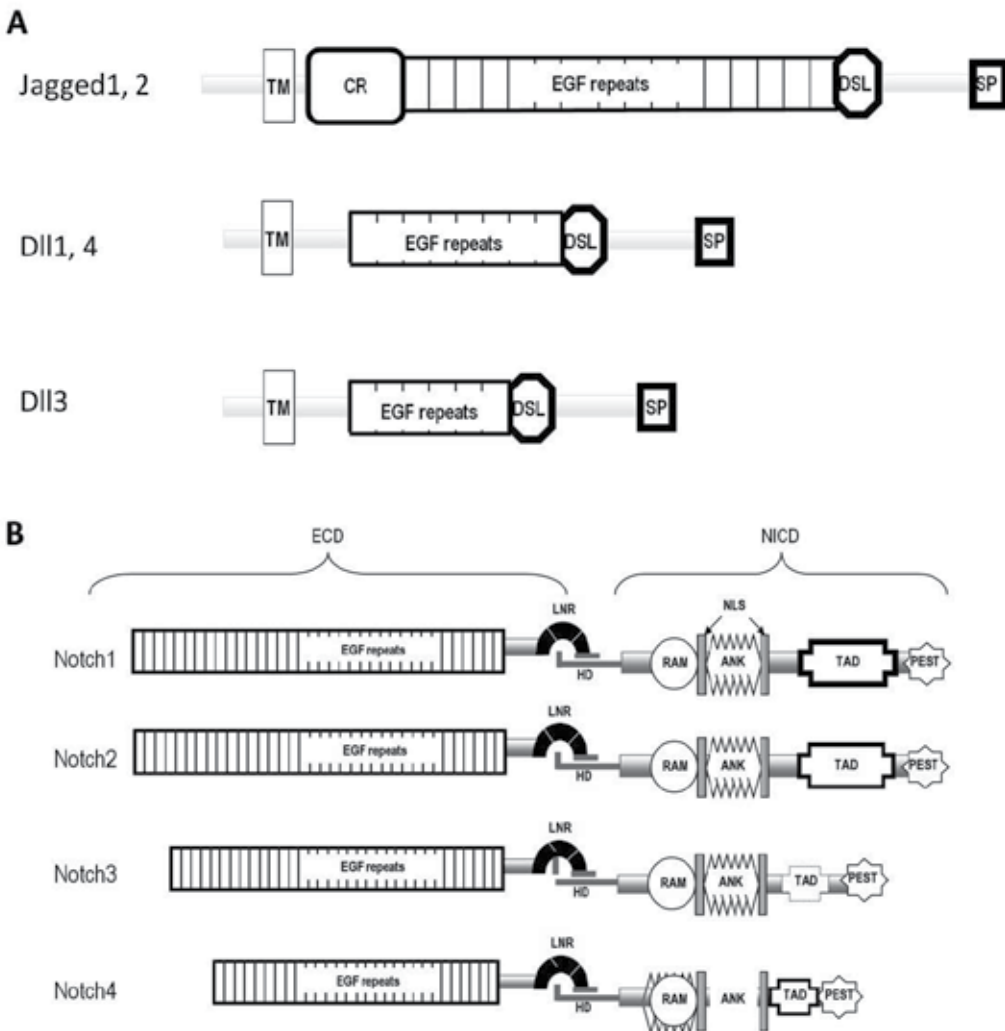 A
Jagged1, 2
TM CR EGF repeats DSL SP
Dll1, 4
TM EGF repeats DSL SP
Dll3
TM EGF repeats DSL SP
B
ECD NICD
Notch1
EGF repeats LNR HD RAM NLS ANK TAD PEST
Notch2
EGF repeats LNR HD RAM ANK TAD PEST
Notch3
EGF repeats LNR HD RAM ANK TAD PEST
Notch4
EGF repeats LNR HD RAM ANK TAD PEST